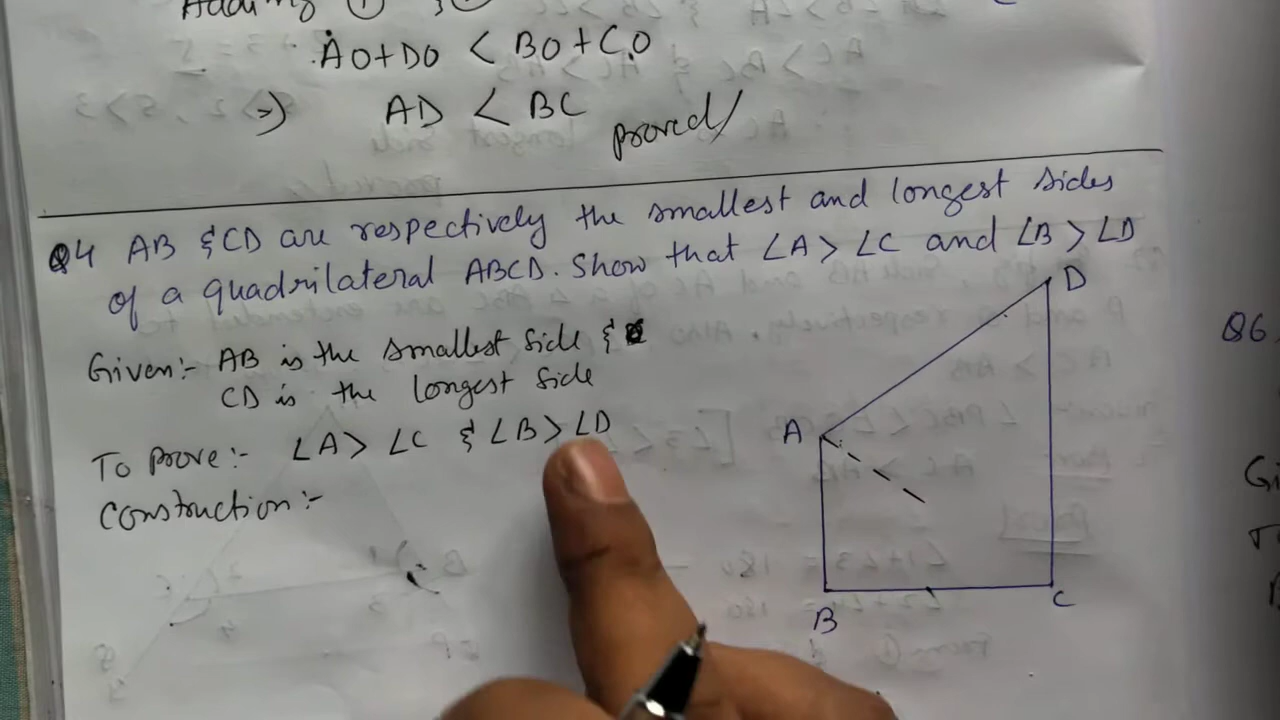 Adding ① &
AO+DO < BO+CO
=) AD < BC proved/
Q4 AB & CD are respectively the smallest and longest sides
of a quadrilateral ABCD. Show that ∠A > ∠C and ∠B > ∠D
Given:- AB is the smallest side &
CD is the longest side
To prove:- ∠A > ∠C & ∠B > ∠D
Construction:-
D
A
B
C
Q6